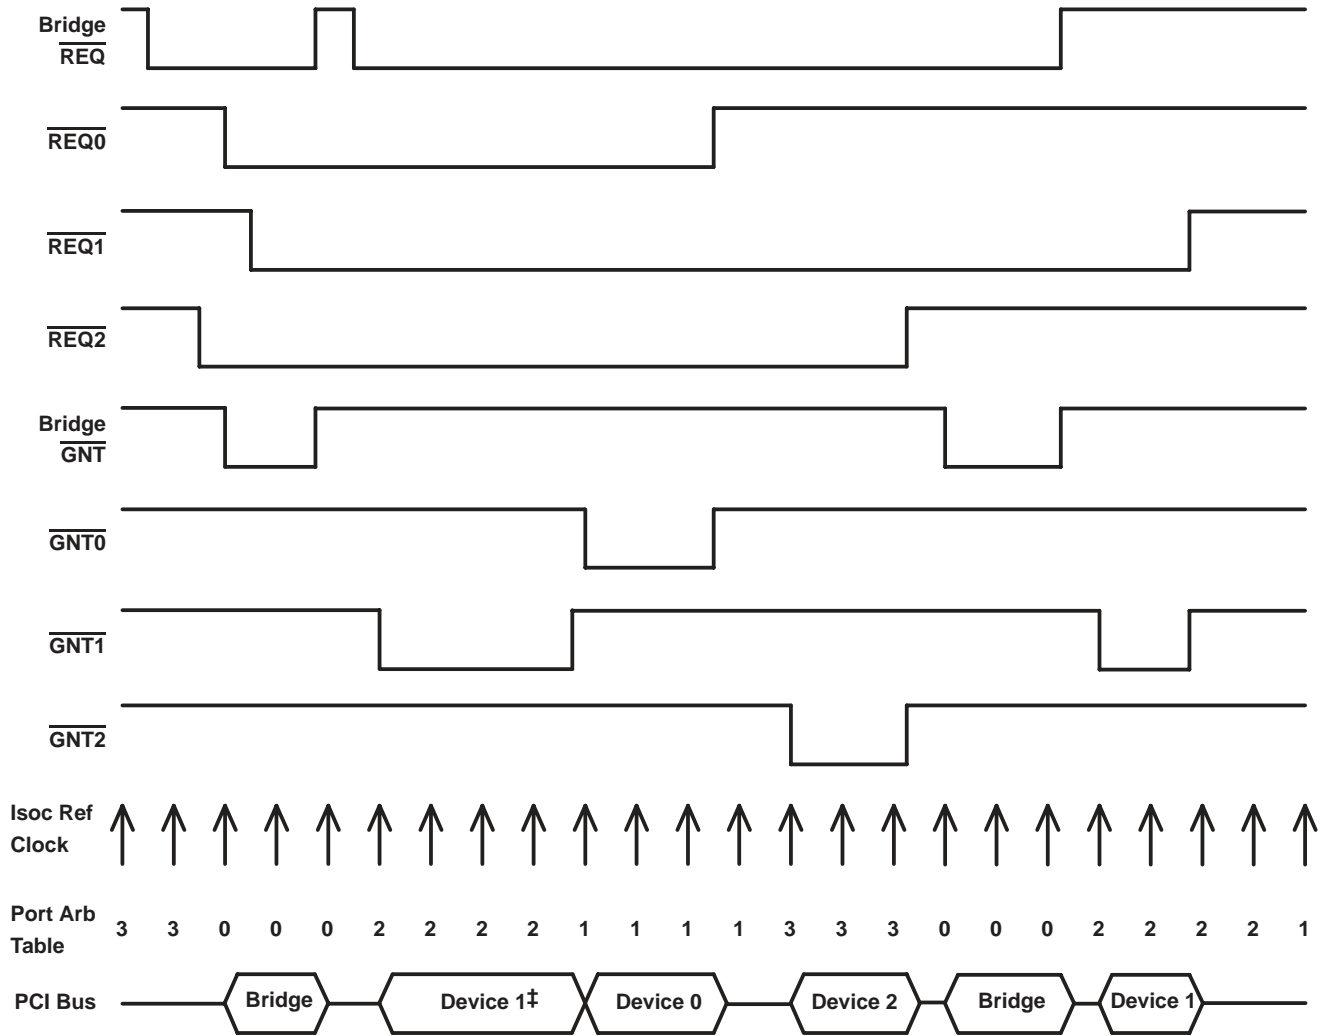 Bridge
REQ
REQ0
REQ1
REQ2
Bridge
GNT
GNT0
GNT1
GNT2
Isoc Ref
Clock
Port Arb
Table
3 3 0 0 0 2 2 2 2 1 1 1 1 3 3 3 0 0 0 2 2 2 2 1
PCI Bus Bridge Device 1‡ Device 0 Device 2 Bridge Device 1